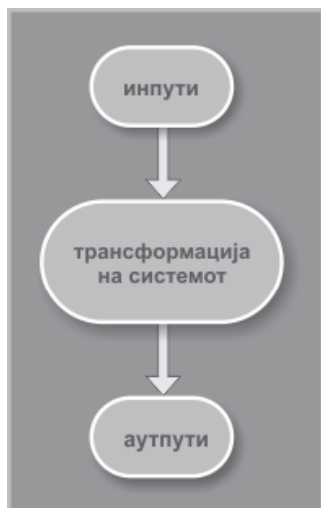 инпути
трансформација
на системот
аутпути